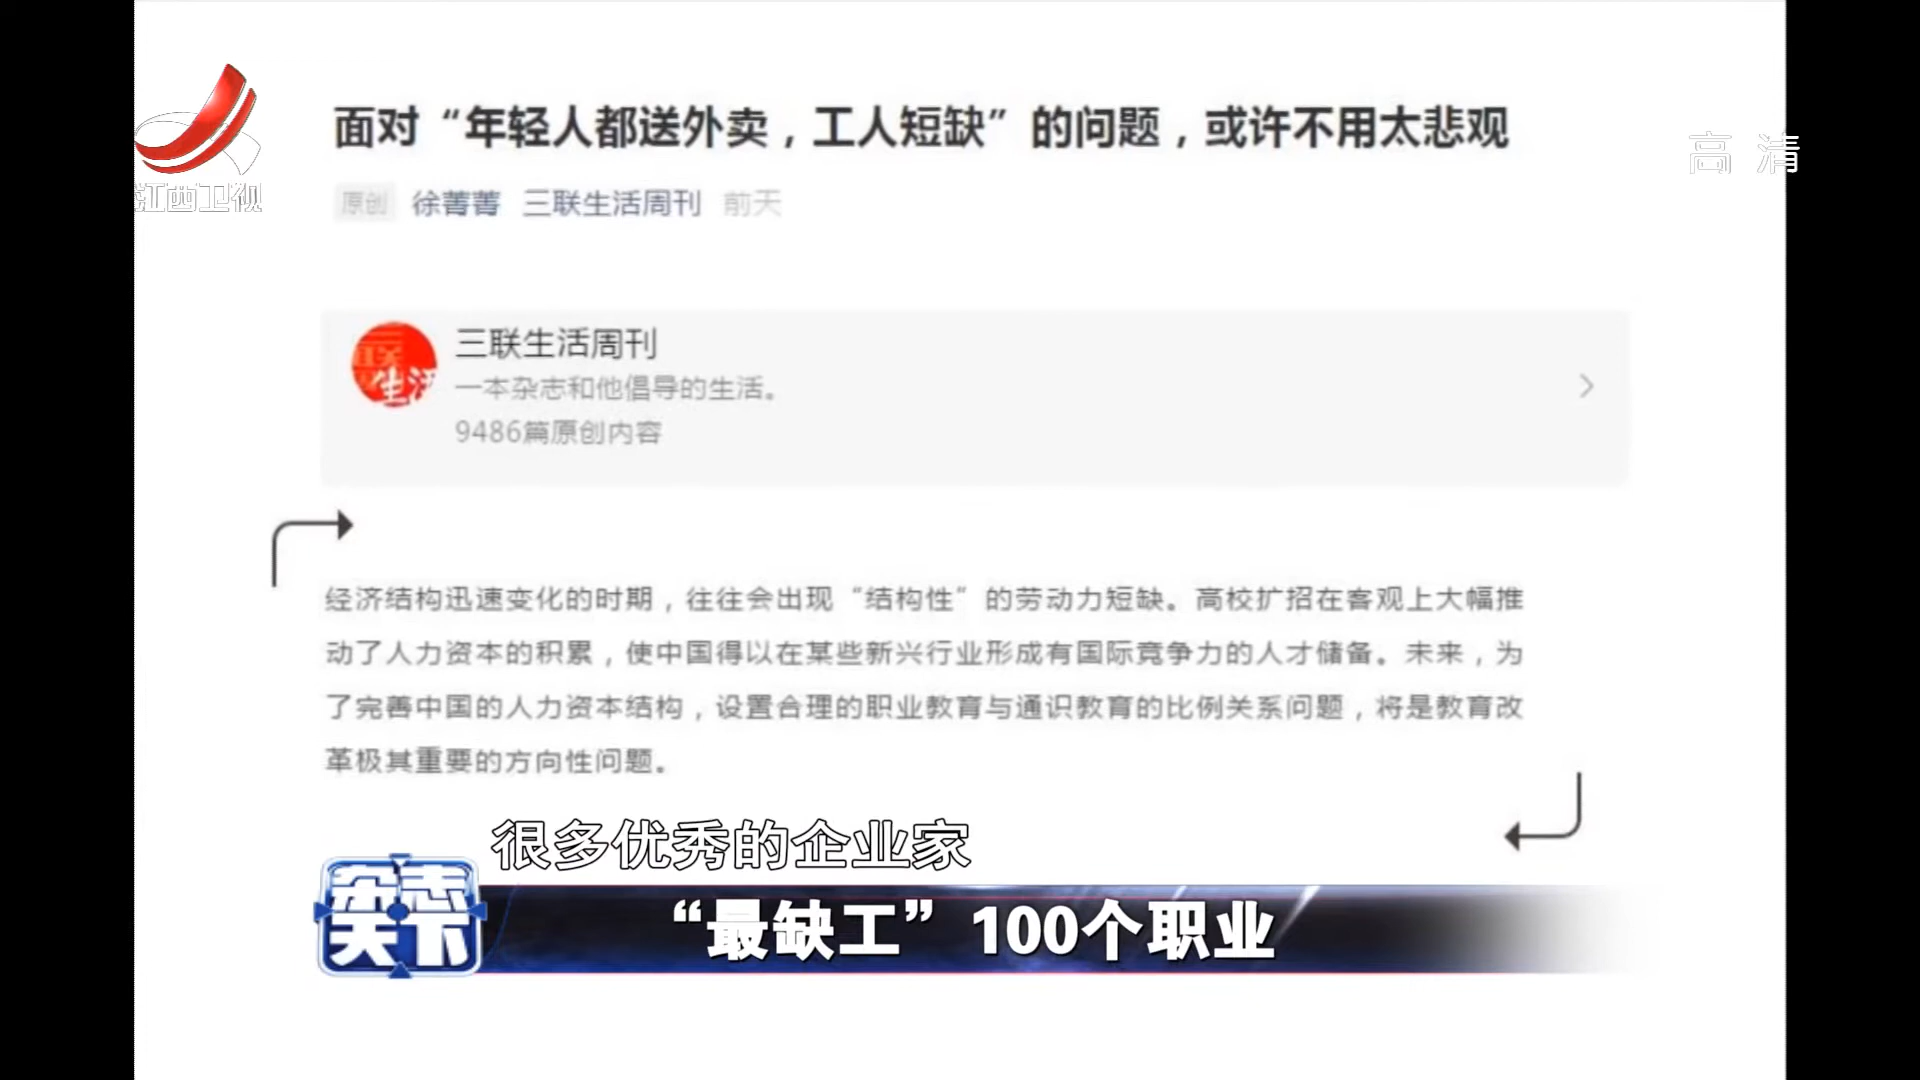 面对“年轻人都送外卖，工人短缺”的问题，或许不用太悲观
高 清
江西卫视
原创 徐菁菁 三联生活周刊 前天
三联生活周刊
生活
一本杂志和他倡导的生活。
9486篇原创内容
经济结构迅速变化的时期，往往会出现“结构性”的劳动力短缺。高校扩招在客观上大幅推
动了人力资本的积累，使中国得以在某些新兴行业形成有国际竞争力的人才储备。未来，为
了完善中国的人力资本结构，设置合理的职业教育与通识教育的比例关系问题，将是教育改
革极其重要的方向性问题。
很多优秀的企业家
杂志
天下
“最缺工”100个职业